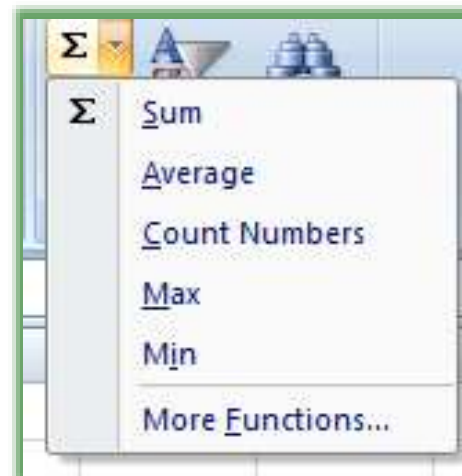 Σ
Σ Sum
Average
Count Numbers
Max
Min
More Functions...